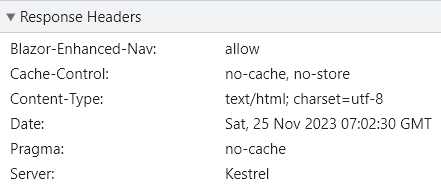 Response Headers
Blazor-Enhanced-Nav: allow
Cache-Control: no-cache, no-store
Content-Type: text/html; charset=utf-8
Date: Sat, 25 Nov 2023 07:02:30 GMT
Pragma: no-cache
Server: Kestrel